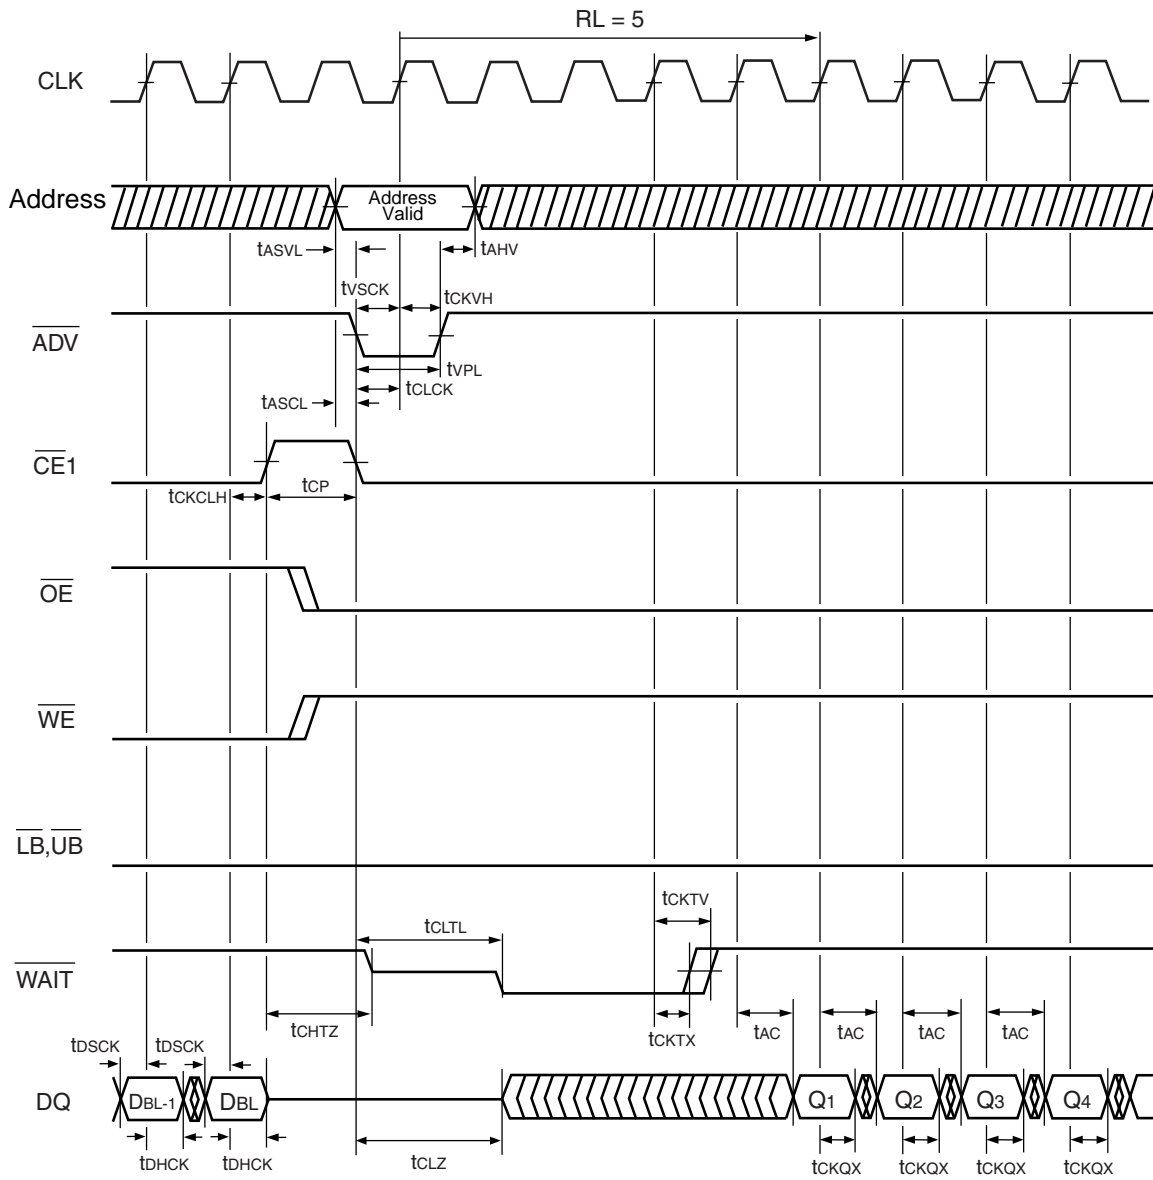 RL = 5
CLK
Address
Address
Valid
tASVL
tAHV
tVSCK
tCKVH
ADV
tVPL
tCLCK
tASCL
CE1
tCKCLH
tCP
OE
WE
LB,UB
tCKTV
tCLTL
WAIT
tCHTZ
tCKTX
tAC
tAC
tAC
tAC
tDSCK
tDSCK
DQ
DBL-1
DBL
Q1
Q2
Q3
Q4
tDHCK
tDHCK
tCLZ
tCKQX
tCKQX
tCKQX
tCKQX